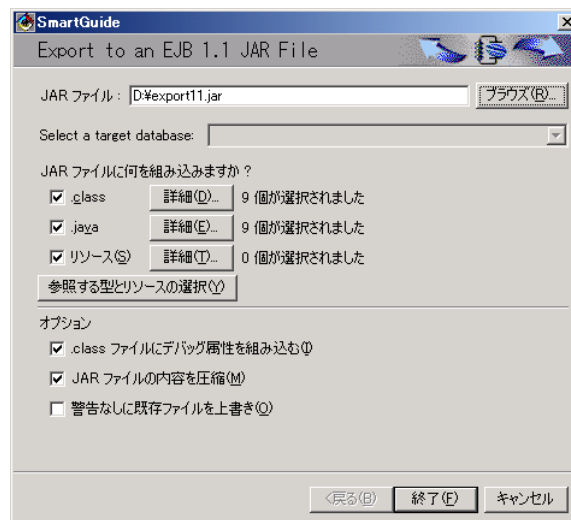 SmartGuide
Export to an EJB 1.1 JAR File
JAR ファイル : D:¥export11.jar ブラウズ(R)...
Select a target database:
JAR ファイルに何を組み込みますか ?
.class 詳細(D)... 9 個が選択されました
.java 詳細(E)... 9 個が選択されました
リソース(S) 詳細(T)... 0 個が選択されました
参照する型とリソースの選択(Y)
オプション
.class ファイルにデバッグ属性を組み込む(I)
JAR ファイルの内容を圧縮(M)
警告なしに既存ファイルを上書き(O)
<戻る(B) 終了(F) キャンセル